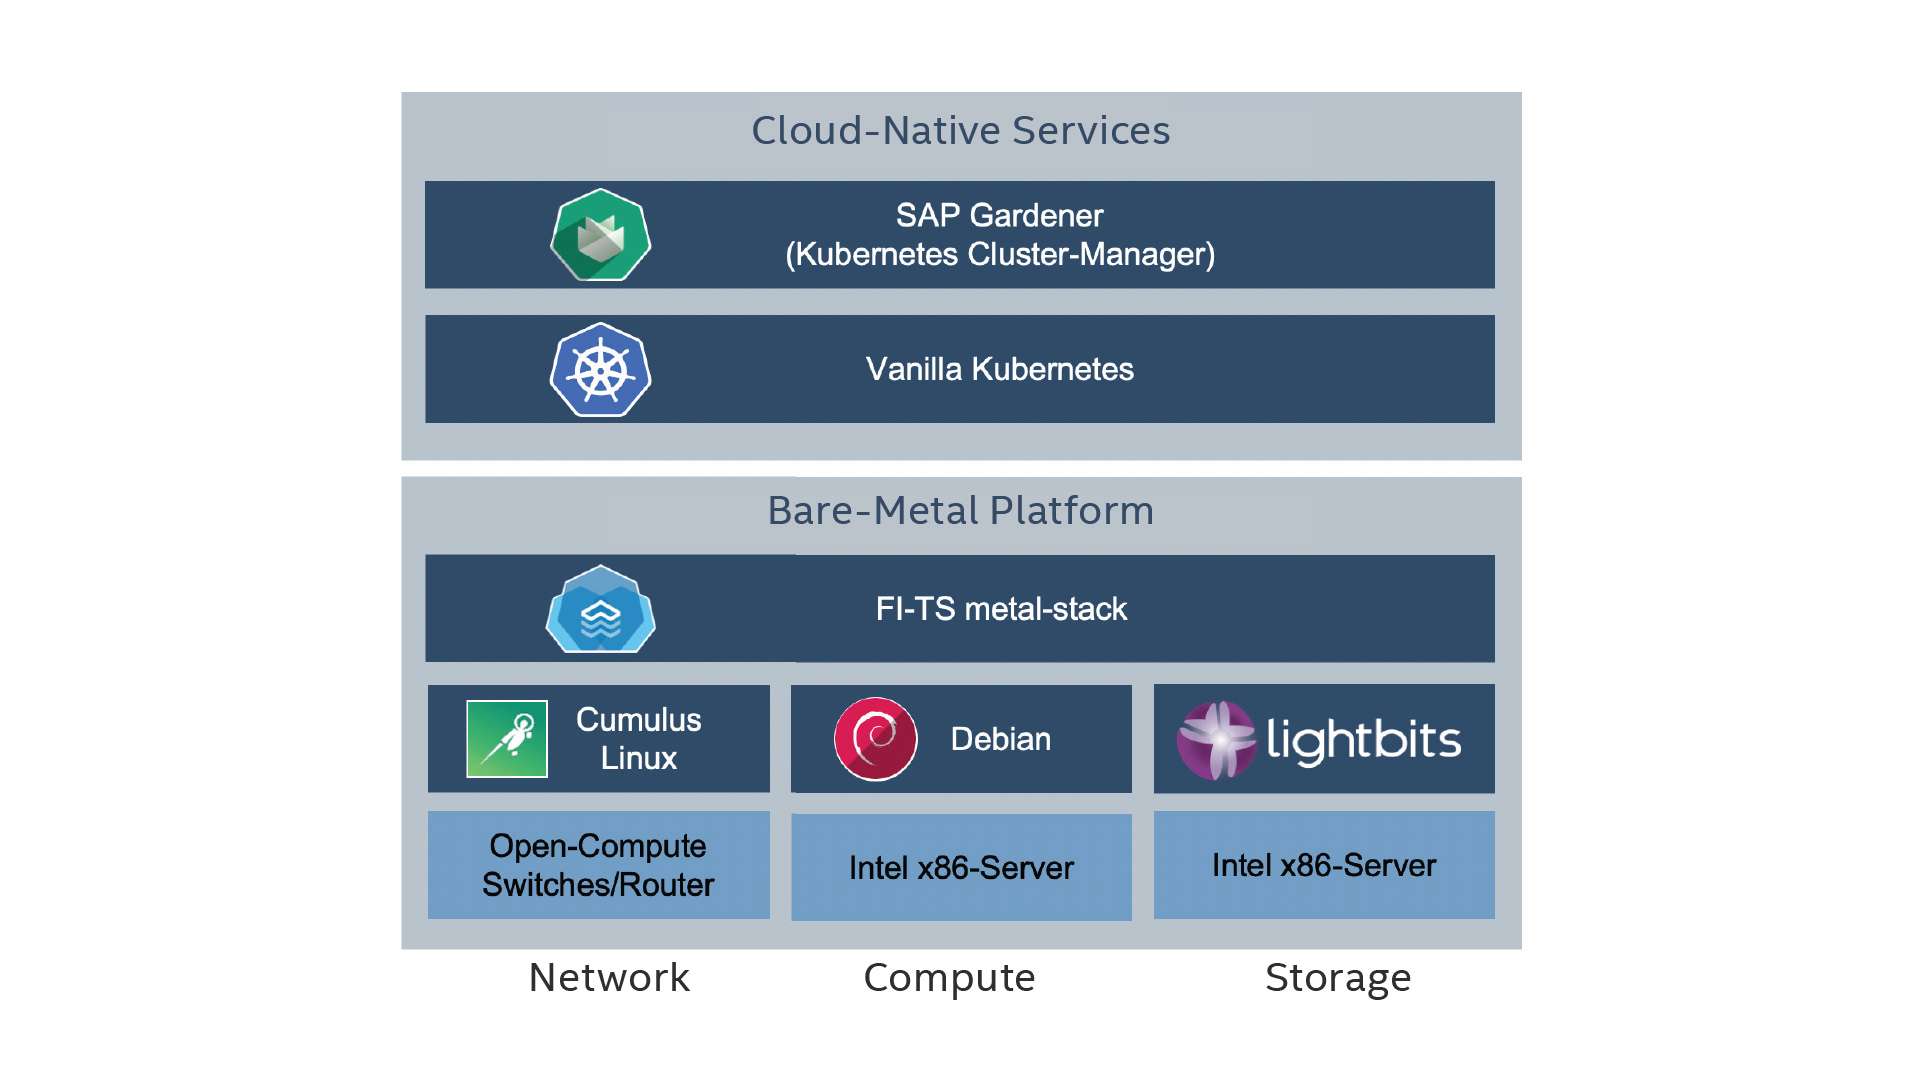 Cloud-Native Services
SAP Gardener
(Kubernetes Cluster-Manager)
Vanilla Kubernetes
Bare-Metal Platform
FI-TS metal-stack
Cumulus
Linux
Debian
lightbits
Open-Compute
Switches/Router
Intel x86-Server
Intel x86-Server
Network
Compute
Storage